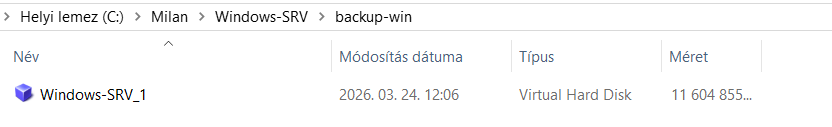 Helyi lemez (C:) Milan Windows-SRV backup-win
Név Módosítás dátuma Típus Méret
Windows-SRV_1 2026. 03. 24. 12:06 Virtual Hard Disk 11 604 855...